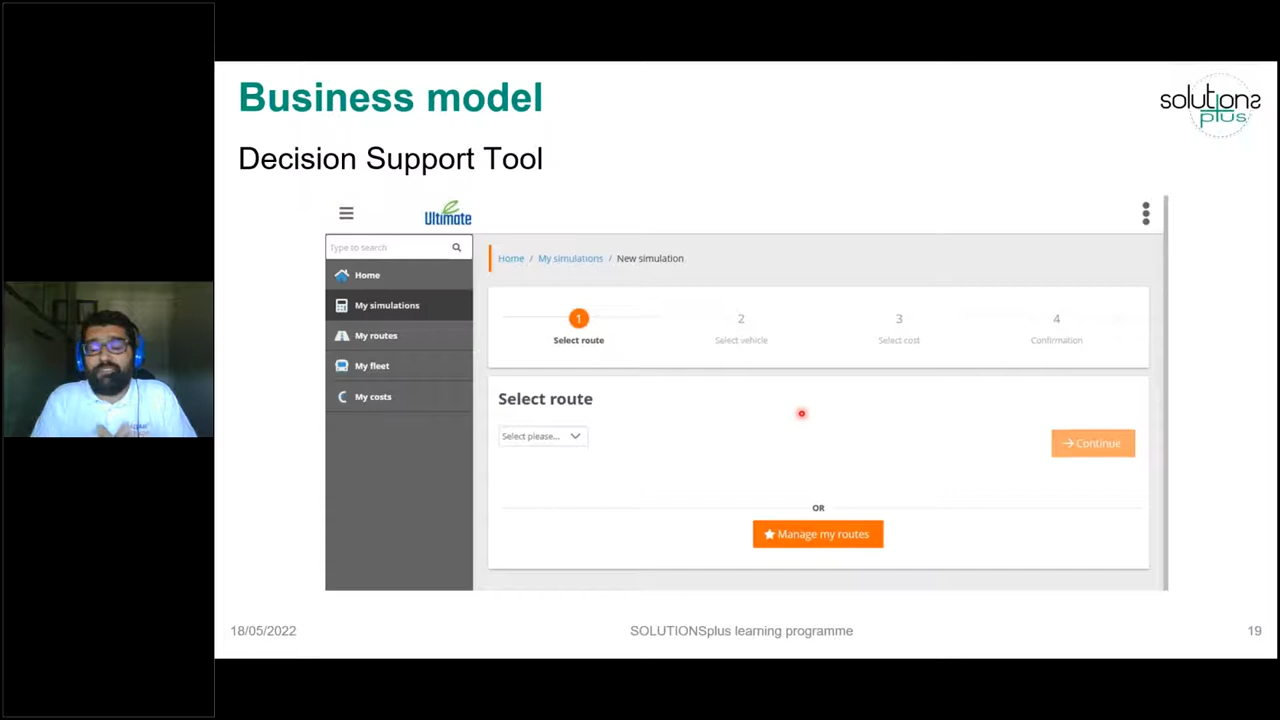 Business model
solutions
plus
Decision Support Tool
Ultimate
Type to search
Home
My simulations
My routes
My fleet
My costs
Home / My simulations / New simulation
1 2 3 4
Select route Select vehicle Select cost Confirmation
Select route
Select please...
Continue
OR
Manage my routes
18/05/2022 SOLUTIONSplus learning programme 19